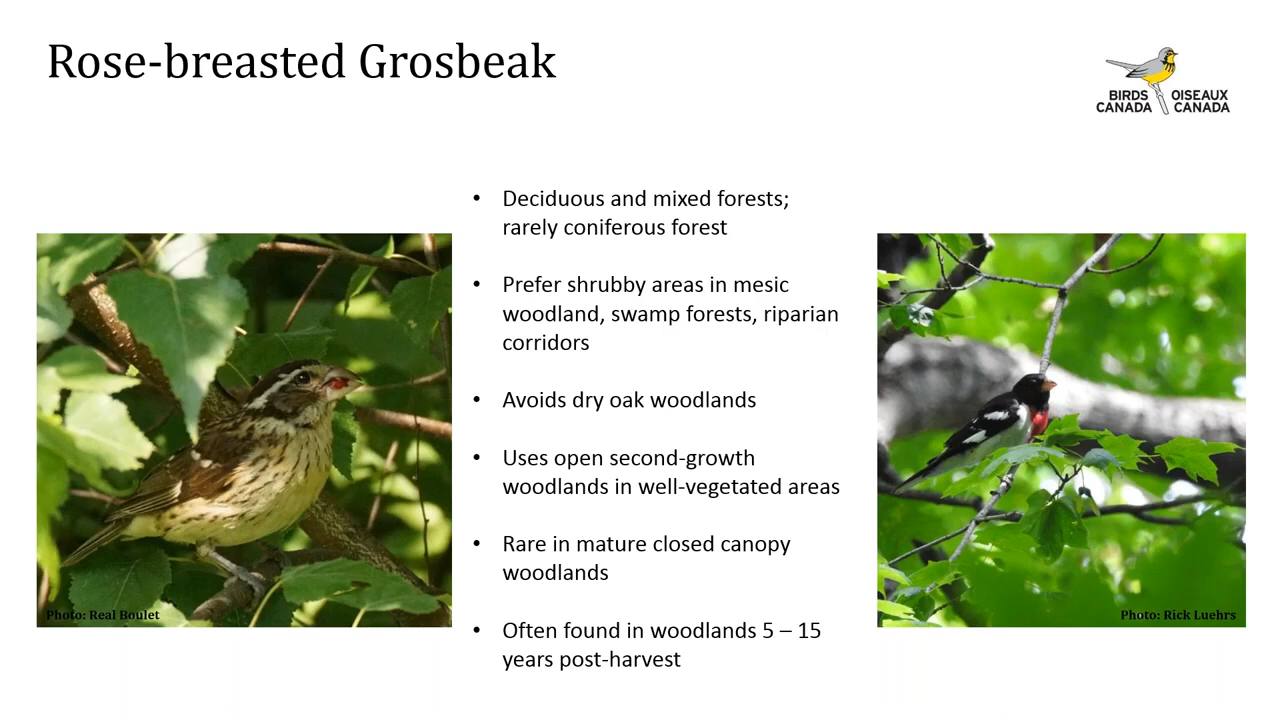 Rose-breasted Grosbeak
BIRDS CANADA
OISEAUX CANADA
• Deciduous and mixed forests;
rarely coniferous forest
• Prefer shrubby areas in mesic
woodland, swamp forests, riparian
corridors
• Avoids dry oak woodlands
• Uses open second-growth
woodlands in well-vegetated areas
• Rare in mature closed canopy
woodlands
• Often found in woodlands 5 – 15
years post-harvest
Photo: Real Boulet
Photo: Rick Luehrs